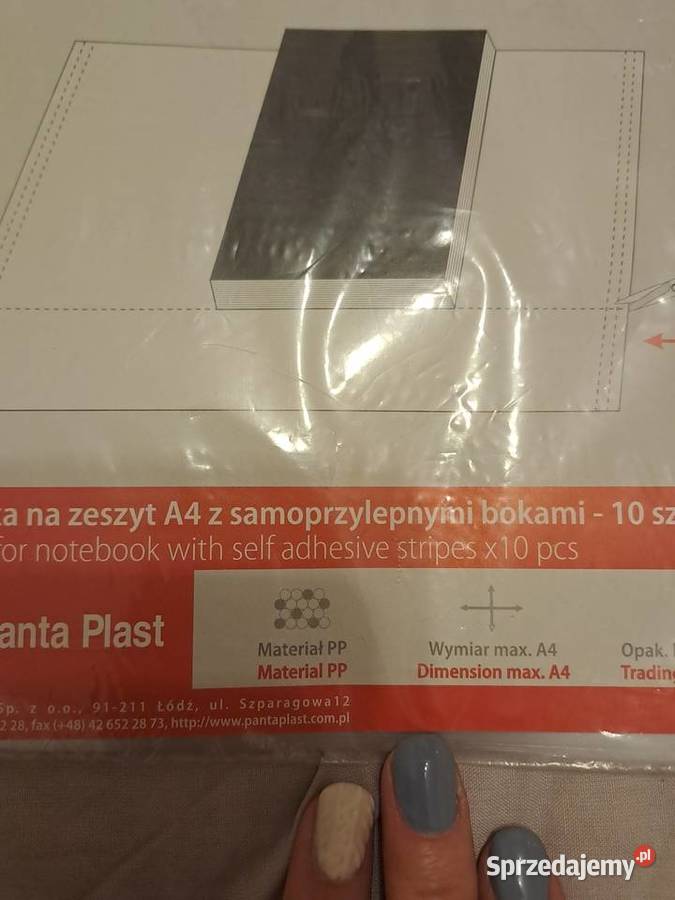 ka na zeszyt A4 z samoprzylepnymi bokami - 10 sz
for notebook with self adhesive stripes x10 pcs
anta Plast
Materiał PP
Material PP
Wymiar max. A4
Dimension max. A4
Opak.
Trading
Sp. z o.o., 91-211 Łódź, ul. Szparagowa12
2 28, fax (+48) 42 652 28 73, http://www.pantaplast.com.pl
Sprzedajemy.pl